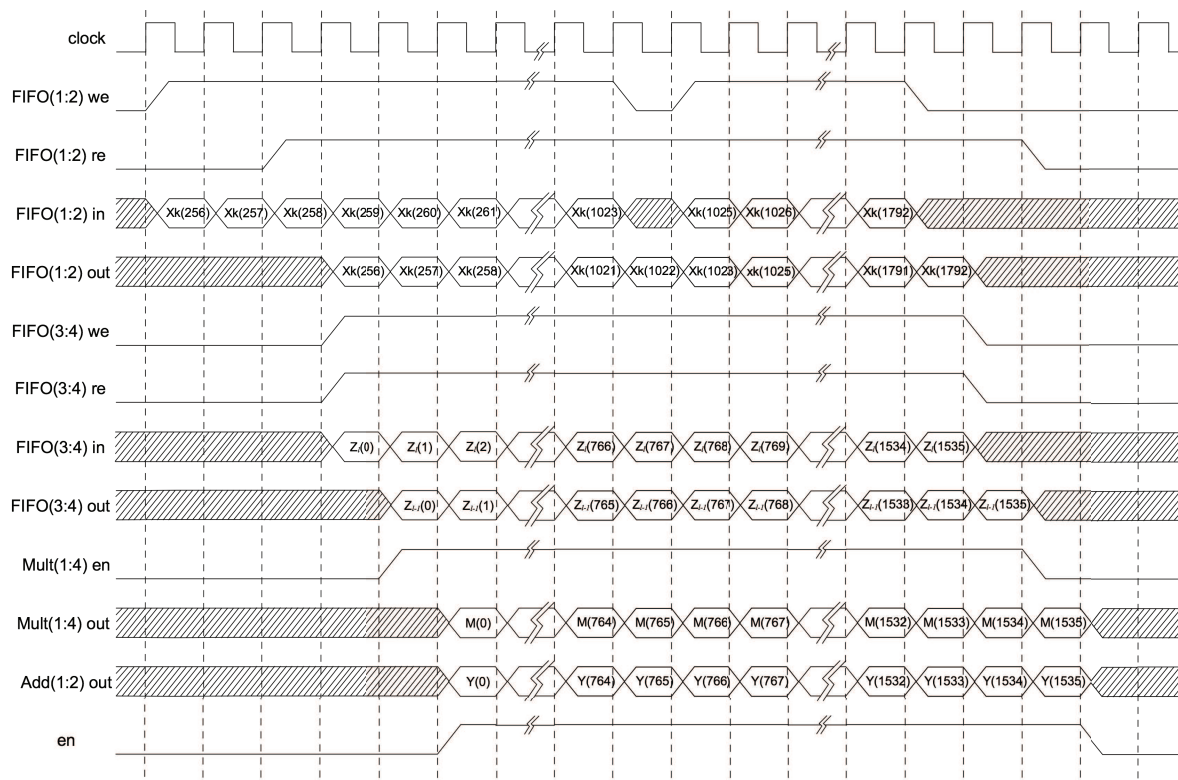 clock
FIFO(1:2) we
FIFO(1:2) re
FIFO(1:2) in Xk(256) Xk(257) Xk(258) Xk(259) Xk(260) Xk(261) Xk(1023) Xk(1025) Xk(1026) Xk(1792)
FIFO(1:2) out Xk(256) Xk(257) Xk(258) Xk(1021) Xk(1022) Xk(1023) xk(1025) Xk(1791) Xk(1792)
FIFO(3:4) we
FIFO(3:4) re
FIFO(3:4) in Zᵢ(0) Zᵢ(1) Zᵢ(2) Zᵢ(766) Zᵢ(767) Zᵢ(768) Zᵢ(769) Zᵢ(1534) Zᵢ(1535)
FIFO(3:4) out Zᵢ₋₁(0) Zᵢ₋₁(1) Zᵢ₋₁(765) Zᵢ₋₁(766) Zᵢ₋₁(767) Zᵢ₋₁(768) Zᵢ₋₁(1533) Zᵢ₋₁(1534) Zᵢ₋₁(1535)
Mult(1:4) en
Mult(1:4) out M(0) M(764) M(765) M(766) M(767) M(1532) M(1533) M(1534) M(1535)
Add(1:2) out Y(0) Y(764) Y(765) Y(766) Y(767) Y(1532) Y(1533) Y(1534) Y(1535)
en